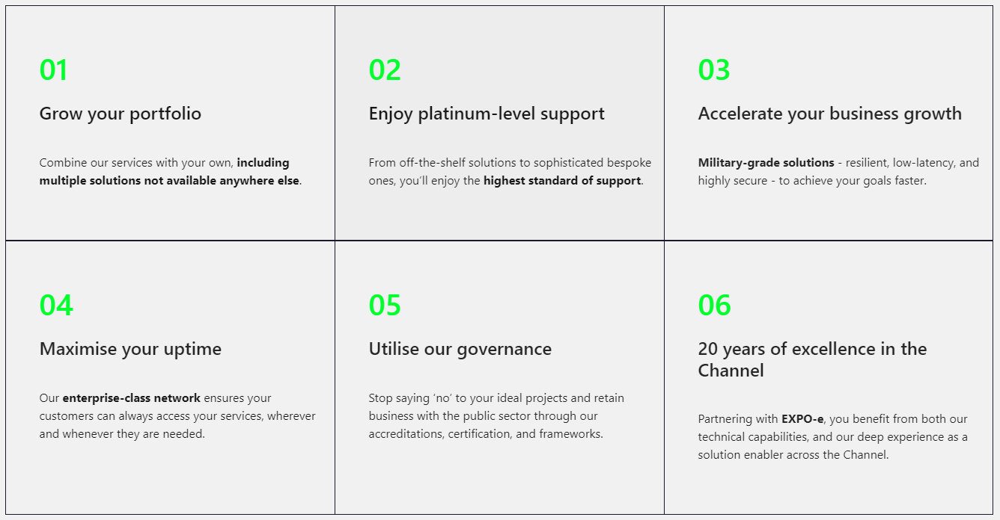 01
Grow your portfolio
Combine our services with your own, including
multiple solutions not available anywhere else.
02
Enjoy platinum-level support
From off-the-shelf solutions to sophisticated bespoke
ones, you’ll enjoy the highest standard of support.
03
Accelerate your business growth
Military-grade solutions - resilient, low-latency, and
highly secure - to achieve your goals faster.
04
Maximise your uptime
Our enterprise-class network ensures your
customers can always access your services, wherever
and whenever they are needed.
05
Utilise our governance
Stop saying ‘no’ to your ideal projects and retain
business with the public sector through our
accreditations, certification, and frameworks.
06
20 years of excellence in the
Channel
Partnering with EXPO-e, you benefit from both our
technical capabilities, and our deep experience as a
solution enabler across the Channel.